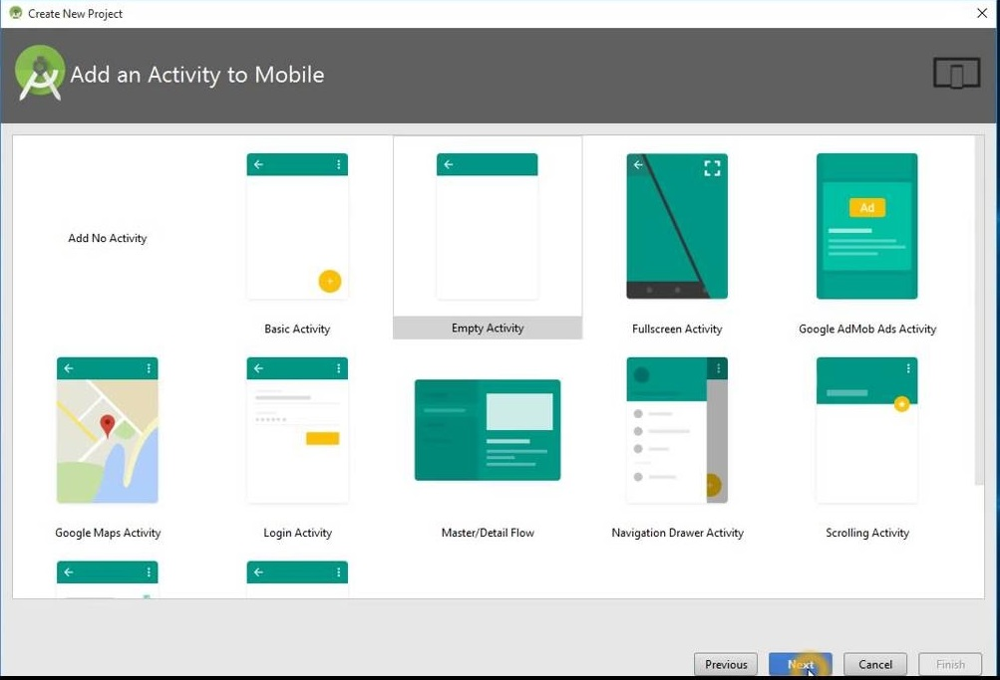 Create New Project
Add an Activity to Mobile
Add No Activity
Basic Activity
Empty Activity
Fullscreen Activity
Ad
Google AdMob Ads Activity
Google Maps Activity
Login Activity
Master/Detail Flow
Navigation Drawer Activity
Scrolling Activity
Previous
Next
Cancel
Finish